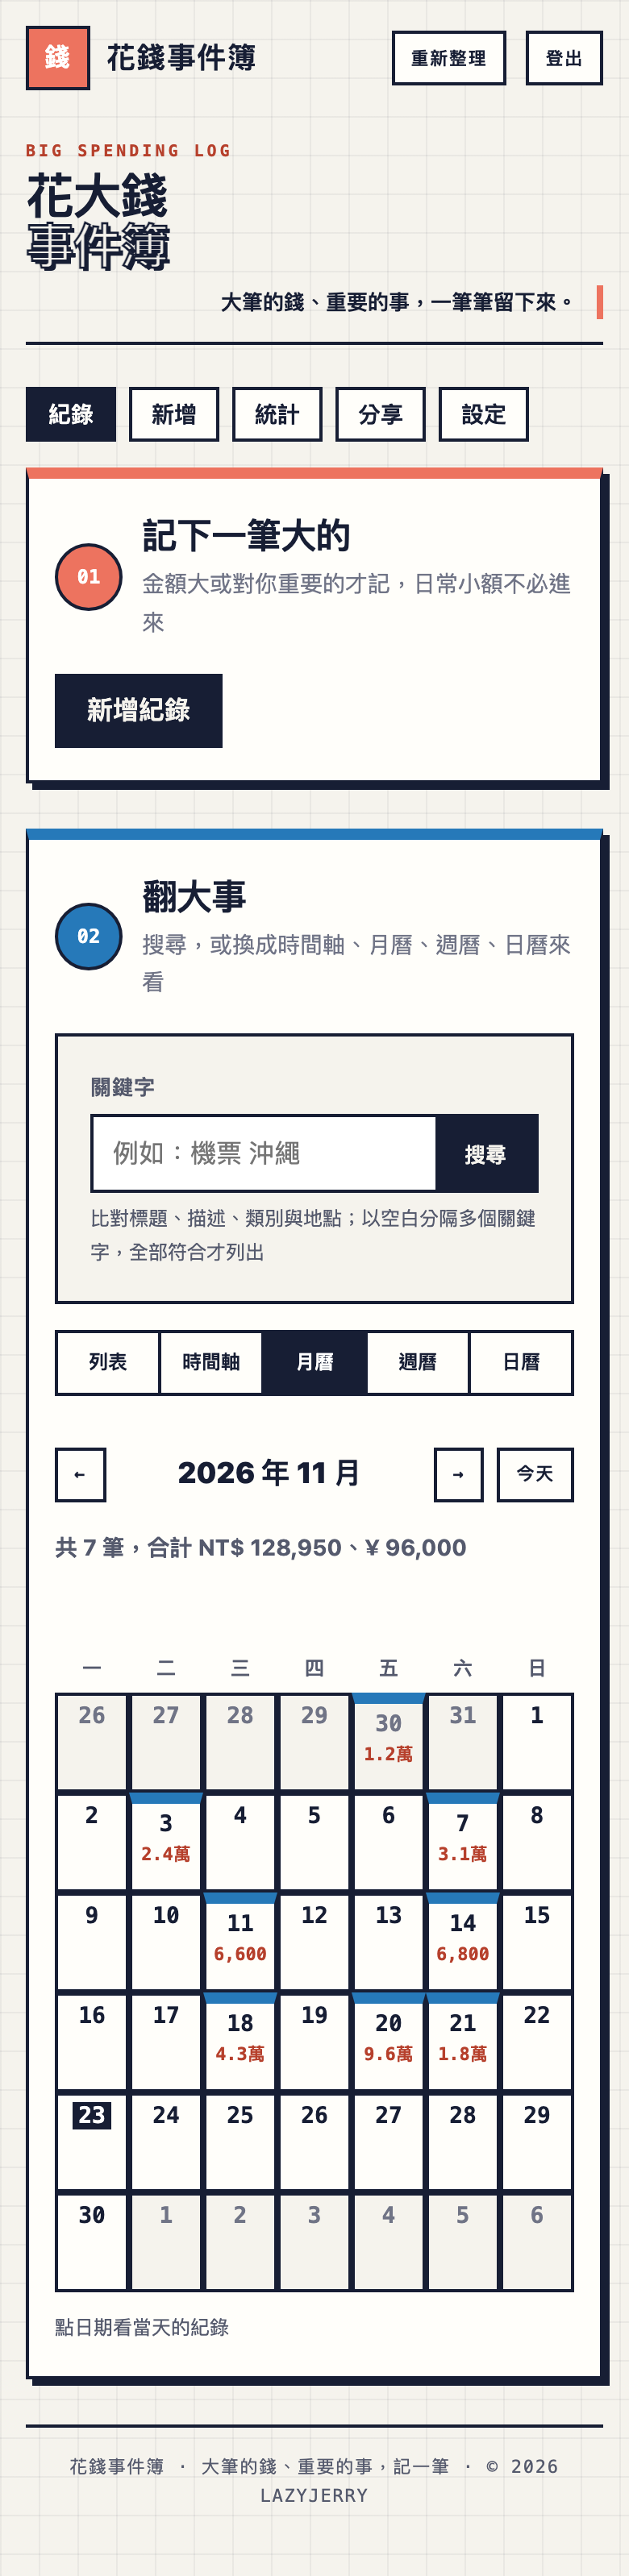 錢 花錢事件簿 重新整理 登出
BIG SPENDING LOG
花大錢
事件簿
大筆的錢、重要的事，一筆筆留下來。
紀錄 新增 統計 分享 設定
01
記下一筆大的
金額大或對你重要的才記，日常小額不必進
來
新增紀錄
02
翻大事
搜尋，或換成時間軸、月曆、週曆、日曆來
看
關鍵字
例如：機票 沖繩 搜尋
比對標題、描述、類別與地點；以空白分隔多個關鍵
字，全部符合才列出
列表 時間軸 月曆 週曆 日曆
← 2026 年 11 月 → 今天
共 7 筆，合計 NT$ 128,950、¥ 96,000
一 二 三 四 五 六 日
26 27 28 29 30 31 1
1.2萬
2 3 4 5 6 7 8
2.4萬 3.1萬
9 10 11 12 13 14 15
6,600 6,800
16 17 18 19 20 21 22
4.3萬 9.6萬 1.8萬
23 24 25 26 27 28 29
30 1 2 3 4 5 6
點日期看當天的紀錄
花錢事件簿 · 大筆的錢、重要的事，記一筆 · © 2026
LAZYJERRY